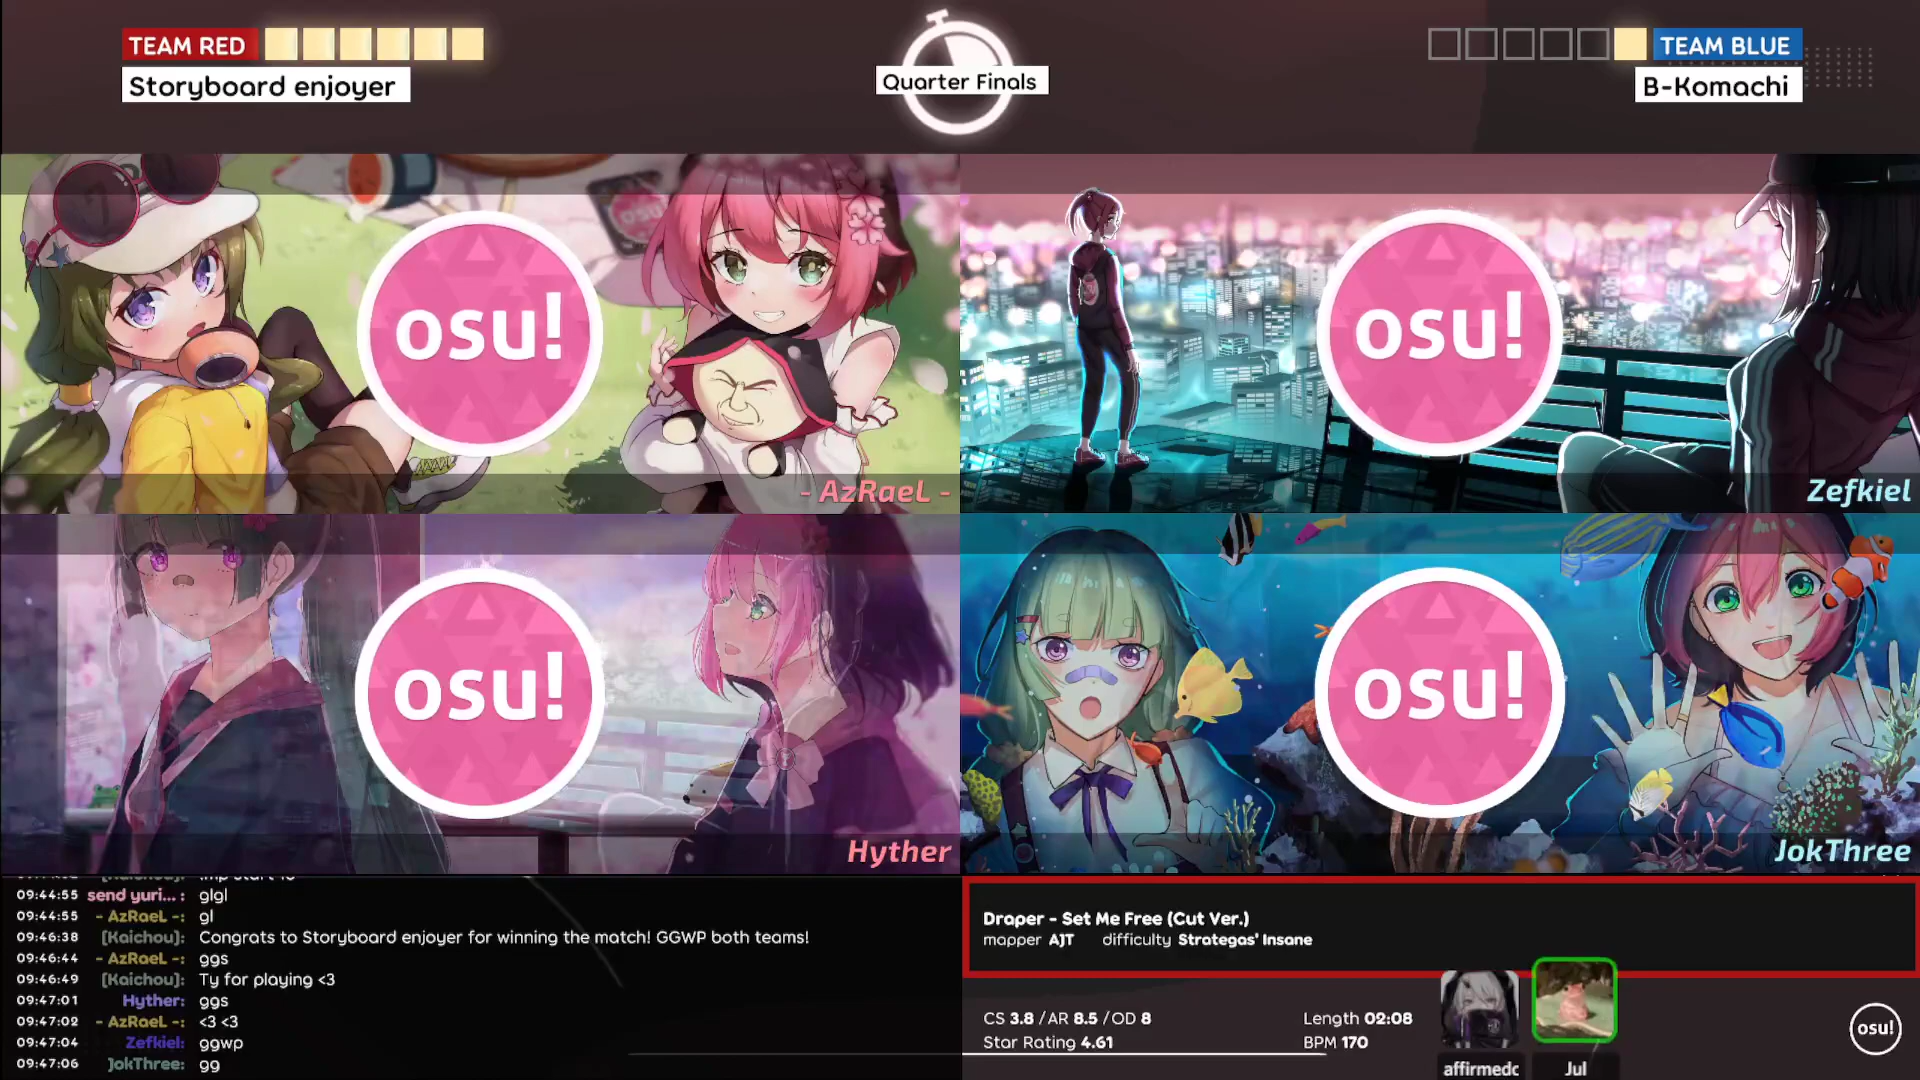 TEAM RED
Storyboard enjoyer
Quarter Finals
TEAM BLUE
B-Komachi
osu!
- AzRaeL -
osu!
Zefkiel
osu!
Hyther
osu!
JokThree
09:44:55 send yuri... : glgl
09:44:55 - AzRaeL -: gl
09:46:38 [Kaichou]: Congrats to Storyboard enjoyer for winning the match! GGWP both teams!
09:46:44 - AzRaeL -: ggs
09:46:49 [Kaichou]: Ty for playing <3
09:47:01 Hyther: ggs
09:47:02 - AzRaeL -: <3 <3
09:47:04 Zefkiel: ggwp
09:47:06 JokThree: gg
Draper - Set Me Free (Cut Ver.)
mapper AJT difficulty Strategas' Insane
CS 3.8 / AR 8.5 / OD 8
Star Rating 4.61
Length 02:08
BPM 170
affirmedc
Jul
osu!